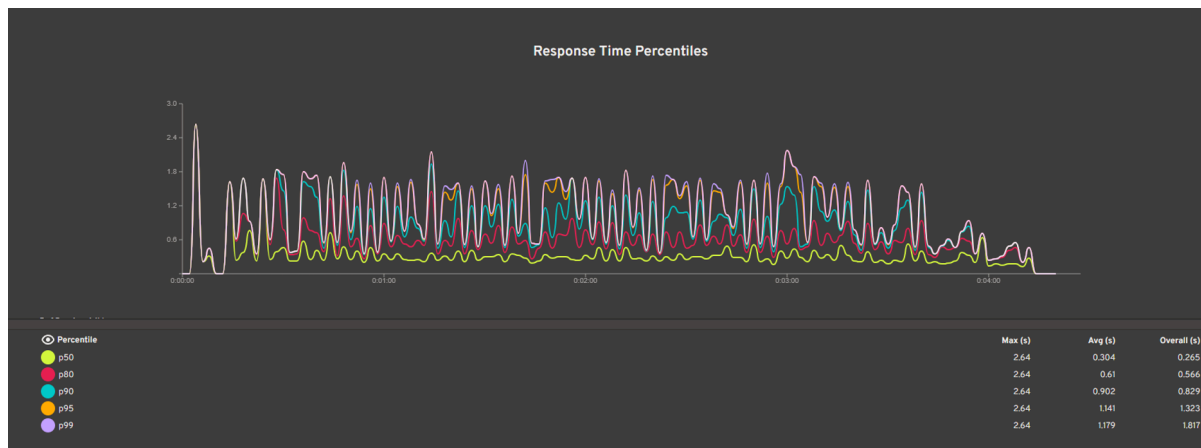 Response Time Percentiles
3.0
2.4
1.8
1.2
0.6
0:00:00 0:01:00 0:02:00 0:03:00 0:04:00
Percentile Max (s) Avg (s) Overall (s)
p50 2.64 0.304 0.265
p80 2.64 0.61 0.566
p90 2.64 0.902 0.829
p95 2.64 1.141 1.323
p99 2.64 1.179 1.817